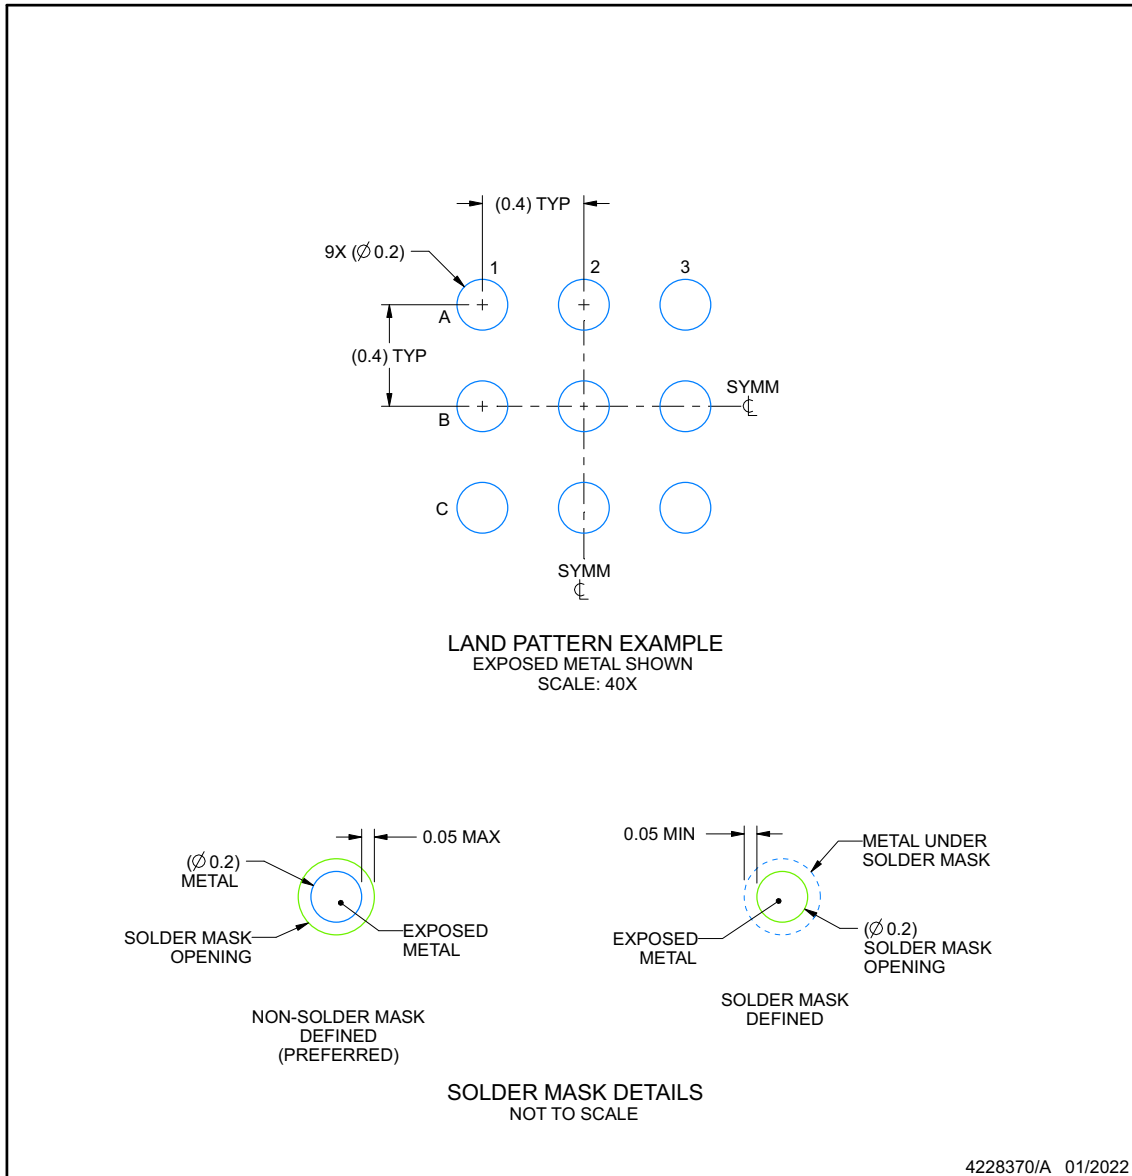 (0.4) TYP
9X (∅ 0.2)
1
2
3
A
(0.4) TYP
SYMM
℄
B
C
SYMM
℄
LAND PATTERN EXAMPLE
EXPOSED METAL SHOWN
SCALE: 40X
0.05 MAX
(∅ 0.2)
METAL
SOLDER MASK
OPENING
EXPOSED
METAL
NON-SOLDER MASK
DEFINED
(PREFERRED)
0.05 MIN
METAL UNDER
SOLDER MASK
EXPOSED
METAL
(∅ 0.2)
SOLDER MASK
OPENING
SOLDER MASK
DEFINED
SOLDER MASK DETAILS
NOT TO SCALE
4228370/A 01/2022